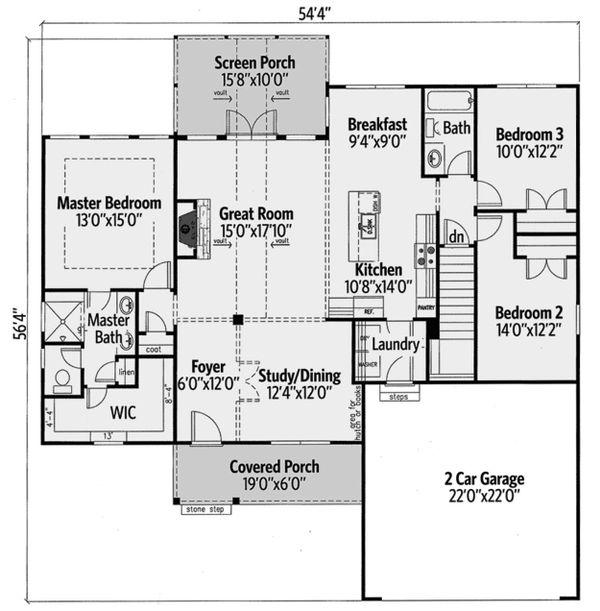 54'4"
Screen Porch
15'8"x10'0"
vault
vault
Breakfast
9'4"x9'0"
Bath
Bedroom 3
10'0"x12'2"
Master Bedroom
13'0"X15'0"
Great Room
15'0"x17'10"
vault
vault
DISH W.
DSK
dn
Kitchen
10'8"x14'0"
REF.
PANTRY
Bedroom 2
14'0"x12'2"
56'4"
Master
Bath
coat
linen
Foyer
6'0"X12'0"
Study/Dining
12'4"x12'0"
DRY
WASHER
Laundry
steps
area for
hutch or books
WIC
4'-4"
8'-4"
13'
Covered Porch
19'0"x6'0"
stone step
2 Car Garage
22'0"x22'0"